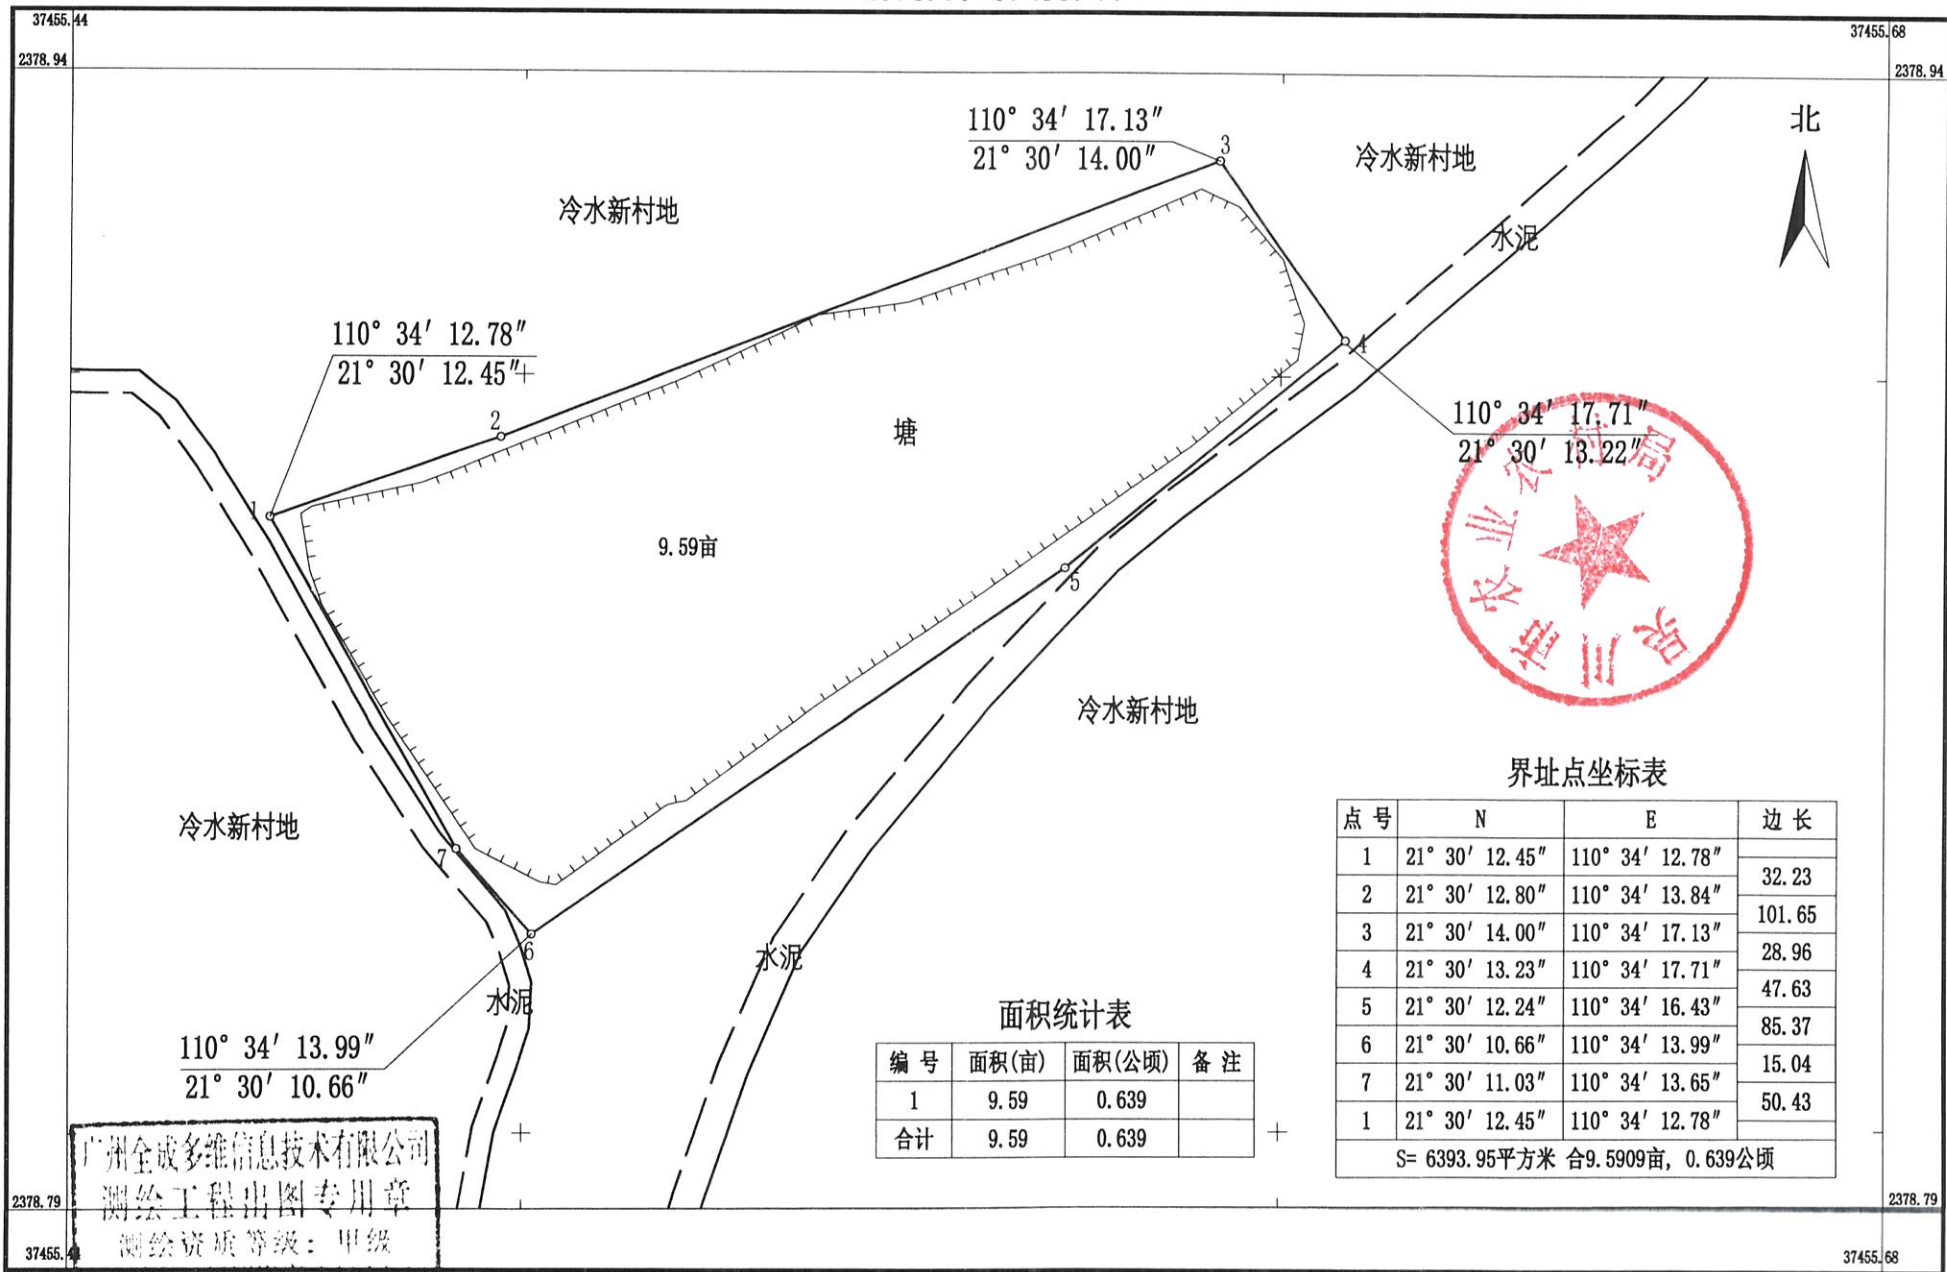 37455.44
37455.68
2378.94
2378.94
北
110° 34′ 17.13″
21° 30′ 14.00″
3
冷水新村地
冷水新村地
水泥
110° 34′ 12.78″
21° 30′ 12.45″
4
2
塘
110° 34′ 17.71″
21° 30′ 13.22″
1
9.59亩
5
吴川市农业农村局
冷水新村地
冷水新村地
7
6
水泥
水泥
110° 34′ 13.99″
21° 30′ 10.66″
界址点坐标表
点 号 N E 边 长
1 21° 30′ 12.45″ 110° 34′ 12.78″
32.23
2 21° 30′ 12.80″ 110° 34′ 13.84″
101.65
3 21° 30′ 14.00″ 110° 34′ 17.13″
28.96
4 21° 30′ 13.23″ 110° 34′ 17.71″
47.63
5 21° 30′ 12.24″ 110° 34′ 16.43″
85.37
6 21° 30′ 10.66″ 110° 34′ 13.99″
15.04
7 21° 30′ 11.03″ 110° 34′ 13.65″
50.43
1 21° 30′ 12.45″ 110° 34′ 12.78″
S= 6393.95平方米 合9.5909亩, 0.639公顷
面积统计表
编 号 面积(亩) 面积(公顷) 备 注
1 9.59 0.639
合计 9.59 0.639
广州全成多维信息技术有限公司
测绘工程出图专用章
测绘资质等级：甲级
2378.79
2378.79
37455.44
37455.68